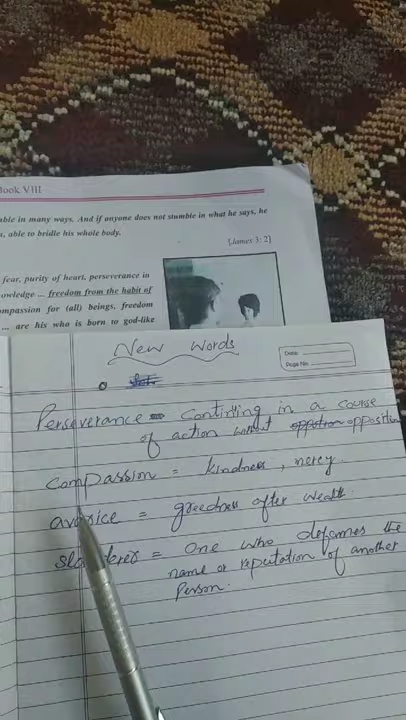 Book VIII
able in many ways. And if anyone does not stumble in what he says, he
, able to bridle his whole body.
[James 3: 2]
fear, purity of heart, perseverance in
owledge ... freedom from the habit of
mpassion for (all) beings, freedom
... are his who is born to god-like
New Words
Date:
Page No:
Perseverance = Continuing in a course
of action without opposition
Compassion = kindness, mercy
avarice = greedness after wealth.
slanderer = One who defames the
name or reputation of another
Person.